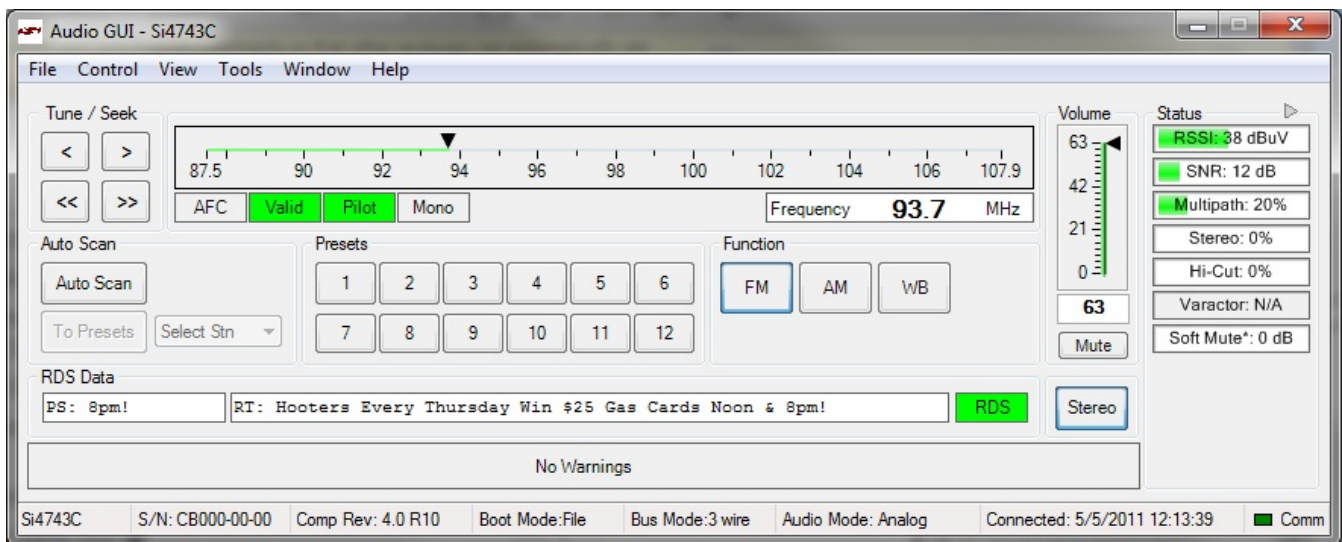 Audio GUI - Si4743C
File Control View Tools Window Help
Tune / Seek
< >
<< >>
87.5 90 92 94 96 98 100 102 104 106 107.9
AFC Valid Pilot Mono
Frequency 93.7 MHz
Auto Scan
Auto Scan
To Presets Select Stn
Presets
1 2 3 4 5 6
7 8 9 10 11 12
Function
FM AM WB
Volume
63
42
21
0
63
Mute
Status
RSSI: 38 dBuV
SNR: 12 dB
Multipath: 20%
Stereo: 0%
Hi-Cut: 0%
Varactor: N/A
Soft Mute*: 0 dB
RDS Data
PS: 8pm! RT: Hooters Every Thursday Win $25 Gas Cards Noon & 8pm! RDS
Stereo
No Warnings
Si4743C S/N: CB000-00-00 Comp Rev: 4.0 R10 Boot Mode:File Bus Mode:3 wire Audio Mode: Analog Connected: 5/5/2011 12:13:39 Comm